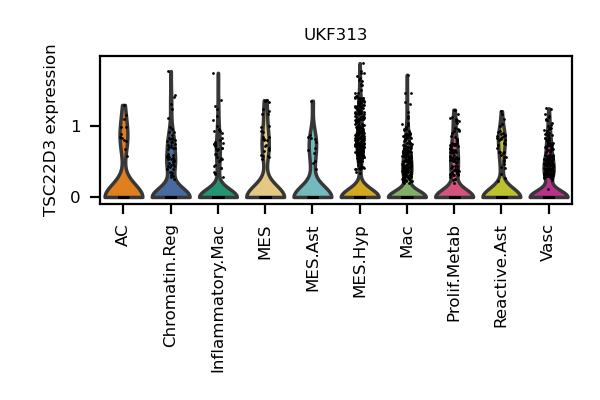 UKF313
TSC22D3 expression
1
0
AC
Chromatin.Reg
Inflammatory.Mac
MES
MES.Ast
MES.Hyp
Mac
Prolif.Metab
Reactive.Ast
Vasc